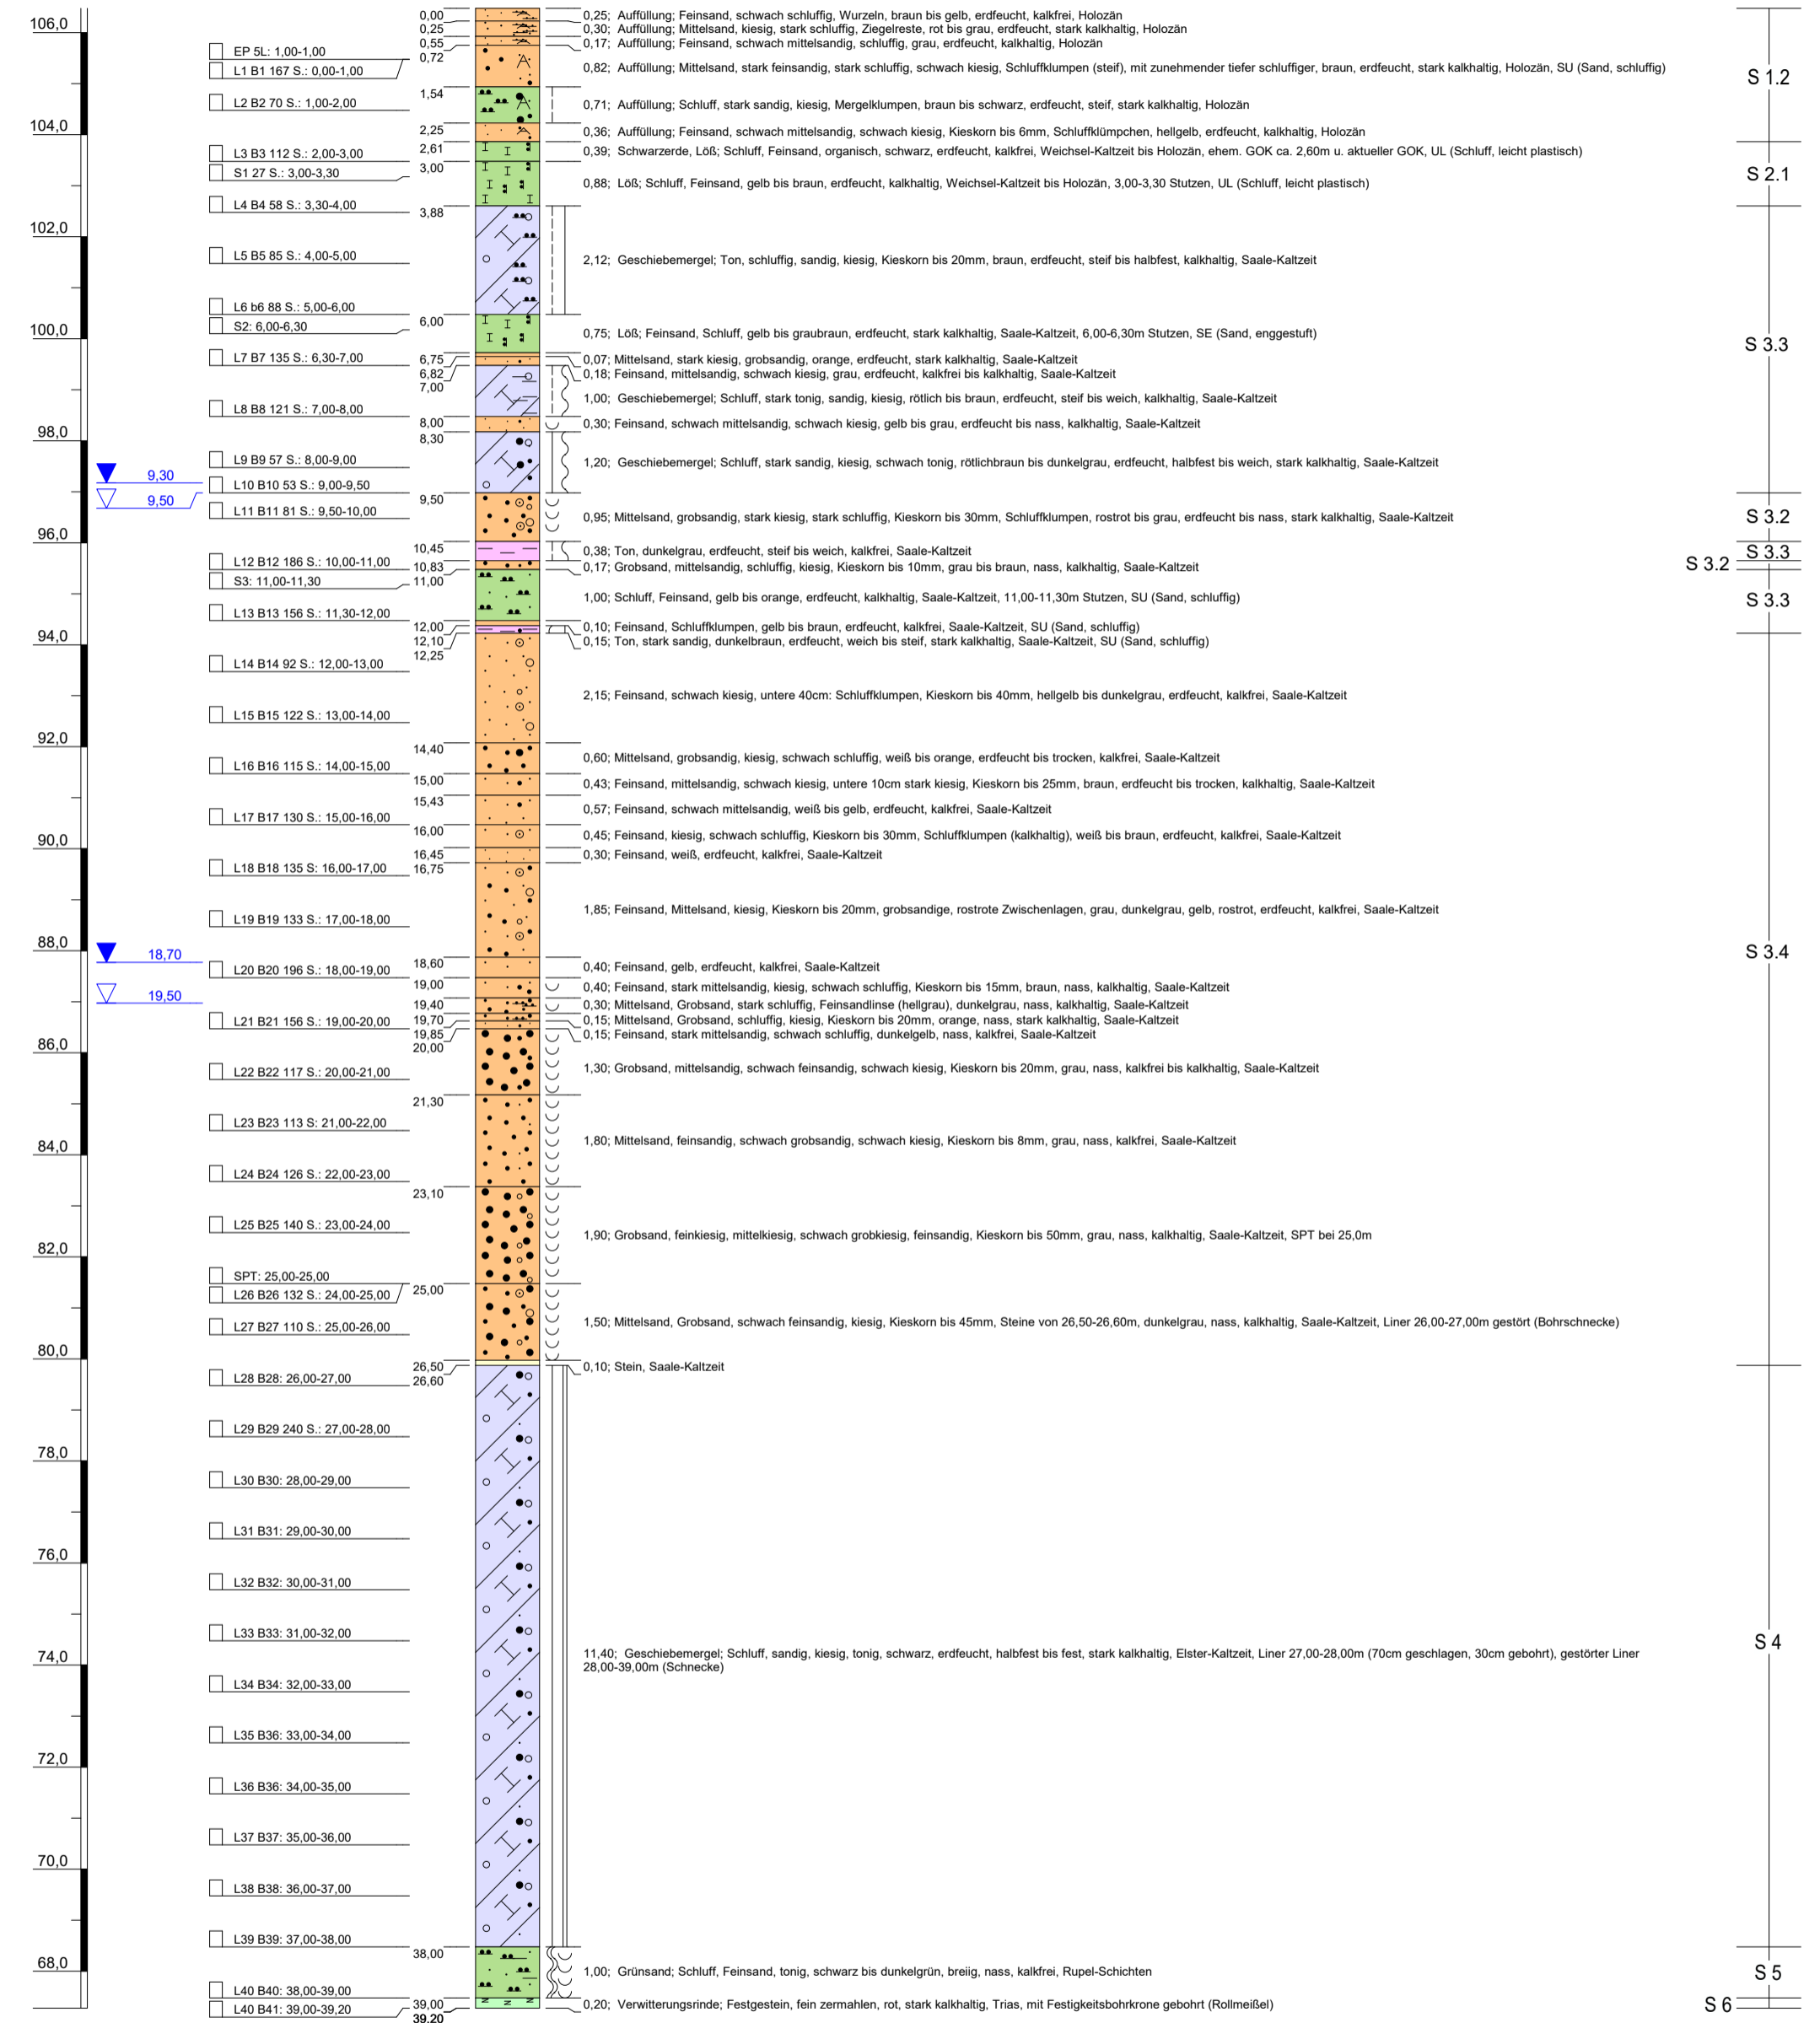 106,0
104,0
102,0
100,0
98,0
96,0
94,0
92,0
90,0
88,0
86,0
84,0
82,0
80,0
78,0
76,0
74,0
72,0
70,0
68,0
9,30
9,50
18,70
19,50
EP 5L: 1,00-1,00
L1 B1 167 S.: 0,00-1,00
L2 B2 70 S.: 1,00-2,00
L3 B3 112 S.: 2,00-3,00
S1 27 S.: 3,00-3,30
L4 B4 58 S.: 3,30-4,00
L5 B5 85 S.: 4,00-5,00
L6 b6 88 S.: 5,00-6,00
S2: 6,00-6,30
L7 B7 135 S.: 6,30-7,00
L8 B8 121 S.: 7,00-8,00
L9 B9 57 S.: 8,00-9,00
L10 B10 53 S.: 9,00-9,50
L11 B11 81 S.: 9,50-10,00
L12 B12 186 S.: 10,00-11,00
S3: 11,00-11,30
L13 B13 156 S.: 11,30-12,00
L14 B14 92 S.: 12,00-13,00
L15 B15 122 S.: 13,00-14,00
L16 B16 115 S.: 14,00-15,00
L17 B17 130 S.: 15,00-16,00
L18 B18 135 S: 16,00-17,00
L19 B19 133 S.: 17,00-18,00
L20 B20 196 S.: 18,00-19,00
L21 B21 156 S.: 19,00-20,00
L22 B22 117 S.: 20,00-21,00
L23 B23 113 S: 21,00-22,00
L24 B24 126 S.: 22,00-23,00
L25 B25 140 S.: 23,00-24,00
SPT: 25,00-25,00
L26 B26 132 S.: 24,00-25,00
L27 B27 110 S.: 25,00-26,00
L28 B28: 26,00-27,00
L29 B29 240 S.: 27,00-28,00
L30 B30: 28,00-29,00
L31 B31: 29,00-30,00
L32 B32: 30,00-31,00
L33 B33: 31,00-32,00
L34 B34: 32,00-33,00
L35 B36: 33,00-34,00
L36 B36: 34,00-35,00
L37 B37: 35,00-36,00
L38 B38: 36,00-37,00
L39 B39: 37,00-38,00
L40 B40: 38,00-39,00
L40 B41: 39,00-39,20
0,00
0,25
0,55
0,72
1,54
2,25
2,61
3,00
3,88
6,00
6,75
6,82
7,00
8,00
8,30
9,50
10,45
10,83
11,00
12,00
12,10
12,25
14,40
15,00
15,43
16,00
16,45
16,75
18,60
19,00
19,40
19,70
19,85
20,00
21,30
23,10
25,00
26,50
26,60
38,00
39,00
39,20
0,25; Auffüllung; Feinsand, schwach schluffig, Wurzeln, braun bis gelb, erdfeucht, kalkfrei, Holozän
0,30; Auffüllung; Mittelsand, kiesig, stark schluffig, Ziegelreste, rot bis grau, erdfeucht, stark kalkhaltig, Holozän
0,17; Auffüllung; Feinsand, schwach mittelsandig, schluffig, grau, erdfeucht, kalkhaltig, Holozän
0,82; Auffüllung; Mittelsand, stark feinsandig, stark schluffig, schwach kiesig, Schluffklumpen (steif), mit zunehmender tiefer schluffiger, braun, erdfeucht, stark kalkhaltig, Holozän, SU (Sand, schluffig)
0,71; Auffüllung; Schluff, stark sandig, kiesig, Mergelklumpen, braun bis schwarz, erdfeucht, steif, stark kalkhaltig, Holozän
0,36; Auffüllung; Feinsand, schwach mittelsandig, schwach kiesig, Kieskorn bis 6mm, Schluffklümpchen, hellgelb, erdfeucht, kalkhaltig, Holozän
0,39; Schwarzerde, Löß; Schluff, Feinsand, organisch, schwarz, erdfeucht, kalkfrei, Weichsel-Kaltzeit bis Holozän, ehem. GOK ca. 2,60m u. aktueller GOK, UL (Schluff, leicht plastisch)
0,88; Löß; Schluff, Feinsand, gelb bis braun, erdfeucht, kalkhaltig, Weichsel-Kaltzeit bis Holozän, 3,00-3,30 Stutzen, UL (Schluff, leicht plastisch)
2,12; Geschiebemergel; Ton, schluffig, sandig, kiesig, Kieskorn bis 20mm, braun, erdfeucht, steif bis halbfest, kalkhaltig, Saale-Kaltzeit
0,75; Löß; Feinsand, Schluff, gelb bis graubraun, erdfeucht, stark kalkhaltig, Saale-Kaltzeit, 6,00-6,30m Stutzen, SE (Sand, enggestuft)
0,07; Mittelsand, stark kiesig, grobsandig, orange, erdfeucht, stark kalkhaltig, Saale-Kaltzeit
0,18; Feinsand, mittelsandig, schwach kiesig, grau, erdfeucht, kalkfrei bis kalkhaltig, Saale-Kaltzeit
1,00; Geschiebemergel; Schluff, stark tonig, sandig, kiesig, rötlich bis braun, erdfeucht, steif bis weich, kalkhaltig, Saale-Kaltzeit
0,30; Feinsand, schwach mittelsandig, schwach kiesig, gelb bis grau, erdfeucht bis nass, kalkhaltig, Saale-Kaltzeit
1,20; Geschiebemergel; Schluff, stark sandig, kiesig, schwach tonig, rötlichbraun bis dunkelgrau, erdfeucht, halbfest bis weich, stark kalkhaltig, Saale-Kaltzeit
0,95; Mittelsand, grobsandig, stark kiesig, stark schluffig, Kieskorn bis 30mm, Schluffklumpen, rostrot bis grau, erdfeucht bis nass, stark kalkhaltig, Saale-Kaltzeit
0,38; Ton, dunkelgrau, erdfeucht, steif bis weich, kalkfrei, Saale-Kaltzeit
0,17; Grobsand, mittelsandig, schluffig, kiesig, Kieskorn bis 10mm, grau bis braun, nass, kalkhaltig, Saale-Kaltzeit
1,00; Schluff, Feinsand, gelb bis orange, erdfeucht, kalkhaltig, Saale-Kaltzeit, 11,00-11,30m Stutzen, SU (Sand, schluffig)
0,10; Feinsand, Schluffklumpen, gelb bis braun, erdfeucht, kalkfrei, Saale-Kaltzeit, SU (Sand, schluffig)
0,15; Ton, stark sandig, dunkelbraun, erdfeucht, weich bis steif, stark kalkhaltig, Saale-Kaltzeit, SU (Sand, schluffig)
2,15; Feinsand, schwach kiesig, untere 40cm: Schluffklumpen, Kieskorn bis 40mm, hellgelb bis dunkelgrau, erdfeucht, kalkfrei, Saale-Kaltzeit
0,60; Mittelsand, grobsandig, kiesig, schwach schluffig, weiß bis orange, erdfeucht bis trocken, kalkfrei, Saale-Kaltzeit
0,43; Feinsand, mittelsandig, schwach kiesig, untere 10cm stark kiesig, Kieskorn bis 25mm, braun, erdfeucht bis trocken, kalkhaltig, Saale-Kaltzeit
0,57; Feinsand, schwach mittelsandig, weiß bis gelb, erdfeucht, kalkfrei, Saale-Kaltzeit
0,45; Feinsand, kiesig, schwach schluffig, Kieskorn bis 30mm, Schluffklumpen (kalkhaltig), weiß bis braun, erdfeucht, kalkfrei, Saale-Kaltzeit
0,30; Feinsand, weiß, erdfeucht, kalkfrei, Saale-Kaltzeit
1,85; Feinsand, Mittelsand, kiesig, Kieskorn bis 20mm, grobsandige, rostrote Zwischenlagen, grau, dunkelgrau, gelb, rostrot, erdfeucht, kalkfrei, Saale-Kaltzeit
0,40; Feinsand, gelb, erdfeucht, kalkfrei, Saale-Kaltzeit
0,40; Feinsand, stark mittelsandig, kiesig, schwach schluffig, Kieskorn bis 15mm, braun, nass, kalkhaltig, Saale-Kaltzeit
0,30; Mittelsand, Grobsand, stark schluffig, Feinsandlinse (hellgrau), dunkelgrau, nass, kalkhaltig, Saale-Kaltzeit
0,15; Mittelsand, Grobsand, schluffig, kiesig, Kieskorn bis 20mm, orange, nass, stark kalkhaltig, Saale-Kaltzeit
0,15; Feinsand, stark mittelsandig, schwach schluffig, dunkelgelb, nass, kalkfrei, Saale-Kaltzeit
1,30; Grobsand, mittelsandig, schwach feinsandig, schwach kiesig, Kieskorn bis 20mm, grau, nass, kalkfrei bis kalkhaltig, Saale-Kaltzeit
1,80; Mittelsand, feinsandig, schwach grobsandig, schwach kiesig, Kieskorn bis 8mm, grau, nass, kalkfrei, Saale-Kaltzeit
1,90; Grobsand, feinkiesig, mittelkiesig, schwach grobkiesig, feinsandig, Kieskorn bis 50mm, grau, nass, kalkhaltig, Saale-Kaltzeit, SPT bei 25,0m
1,50; Mittelsand, Grobsand, schwach feinsandig, kiesig, Kieskorn bis 45mm, Steine von 26,50-26,60m, dunkelgrau, nass, kalkhaltig, Saale-Kaltzeit, Liner 26,00-27,00m gestört (Bohrschnecke)
0,10; Stein, Saale-Kaltzeit
11,40; Geschiebemergel; Schluff, sandig, kiesig, tonig, schwarz, erdfeucht, halbfest bis fest, stark kalkhaltig, Elster-Kaltzeit, Liner 27,00-28,00m (70cm geschlagen, 30cm gebohrt), gestörter Liner
28,00-39,00m (Schnecke)
1,00; Grünsand; Schluff, Feinsand, tonig, schwarz bis dunkelgrün, breiig, nass, kalkfrei, Rupel-Schichten
0,20; Verwitterungsrinde; Festgestein, fein zermahlen, rot, stark kalkhaltig, Trias, mit Festigkeitsbohrkrone gebohrt (Rollmeißel)
S 1.2
S 2.1
S 3.3
S 3.2
S 3.3
S 3.2
S 3.3
S 3.4
S 4
S 5
S 6